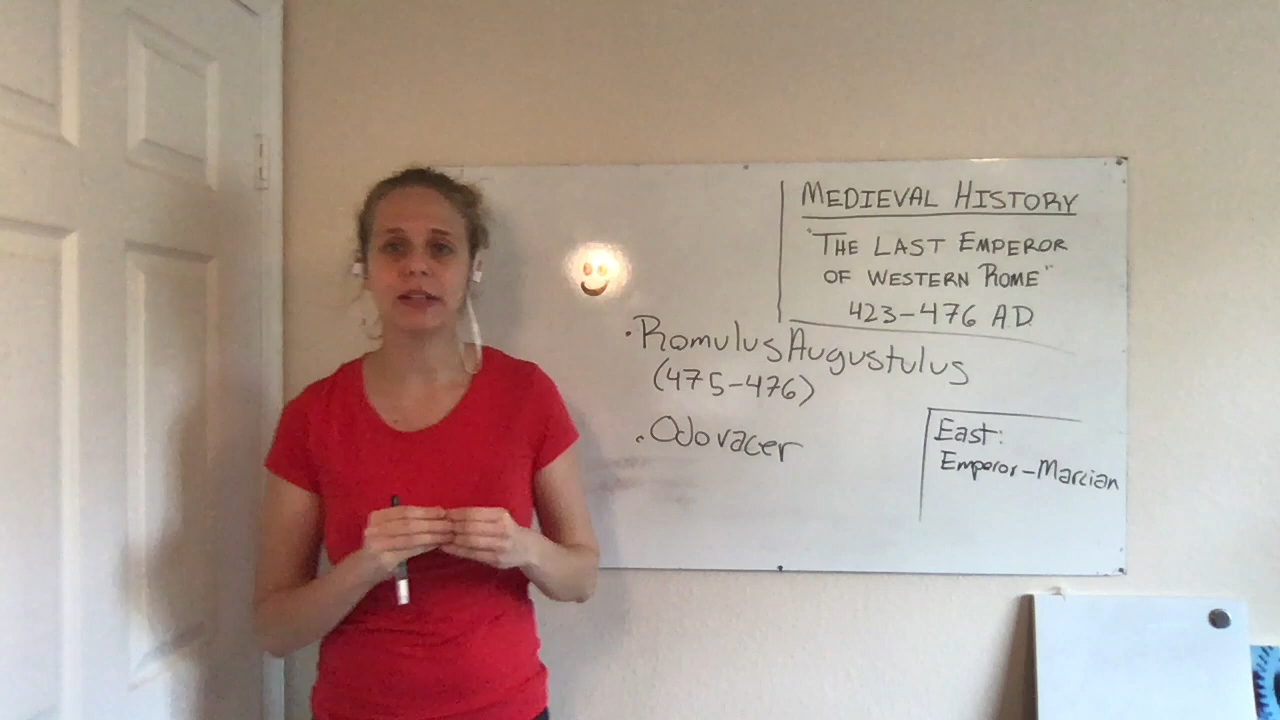 MEDIEVAL HISTORY
"THE LAST EMPEROR
OF WESTERN ROME"
423-476 AD
• Romulus Augustulus
(475-476)
• Odovacer
East:
Emperor-Marcian